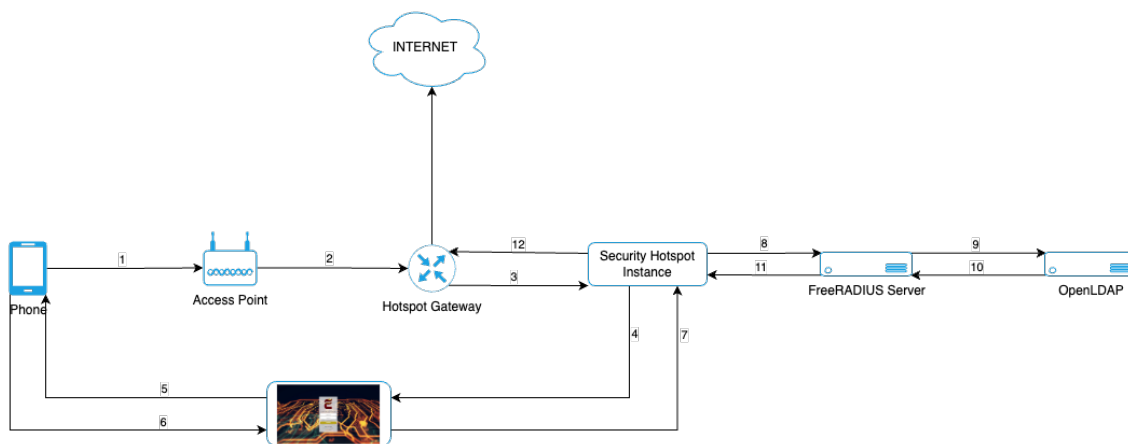 INTERNET
12
8
9
1
2
Security Hotspot
Instance
3
11
10
Phone
Access Point
Hotspot Gateway
FreeRADIUS Server
OpenLDAP
4
7
5
6